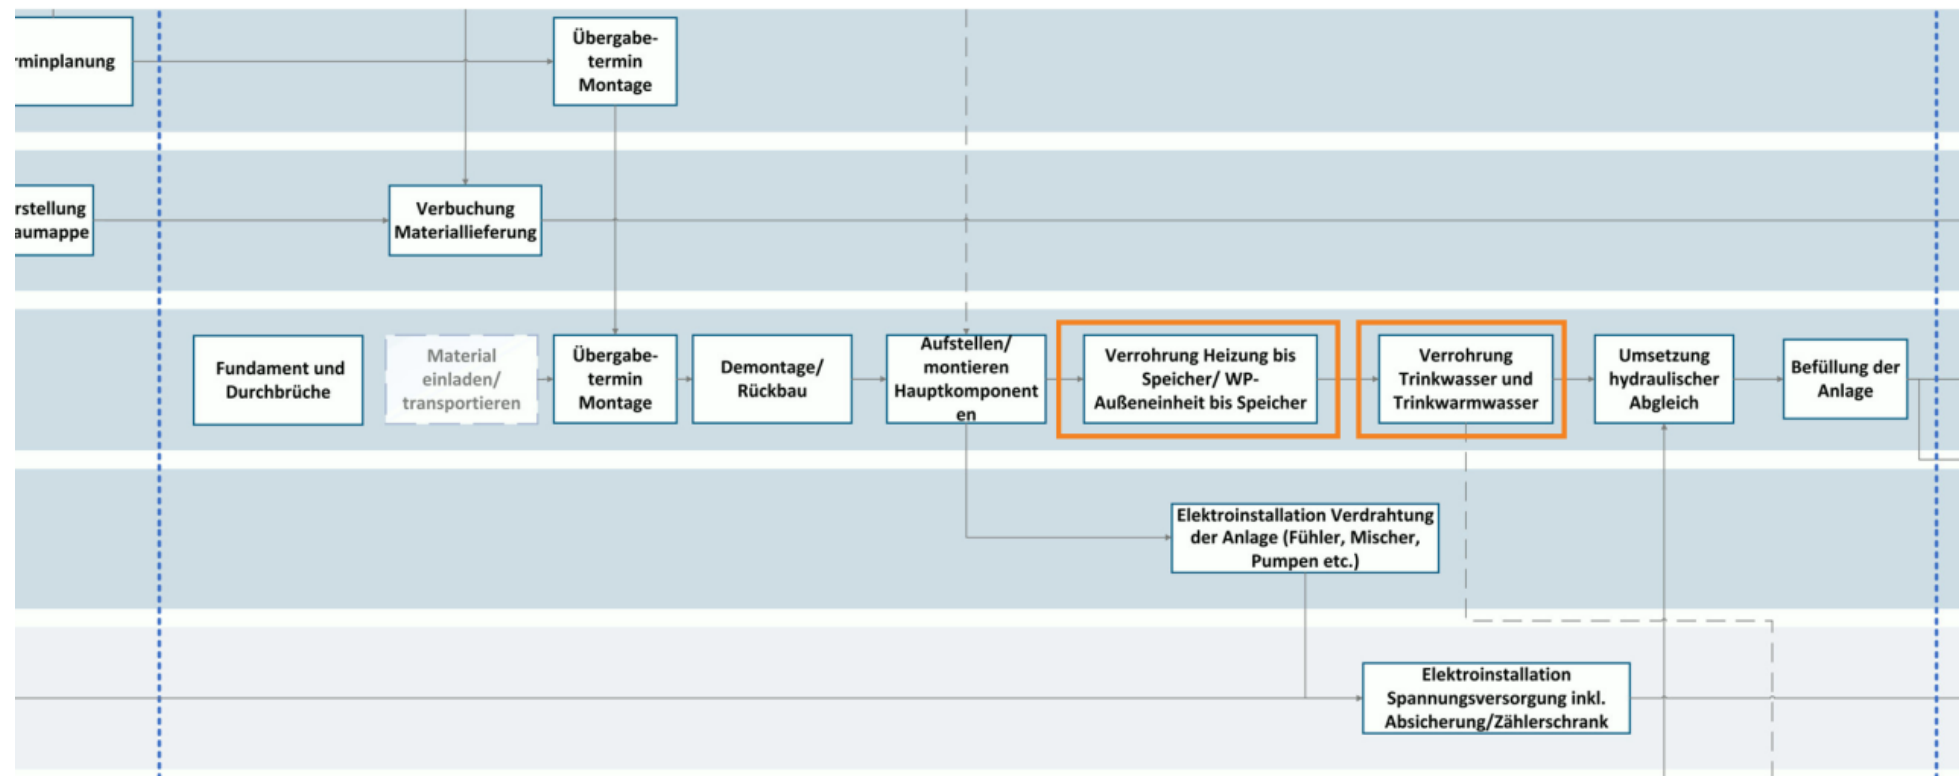 rminplanung
Übergabe-
termin
Montage
rstellung
aumappe
Verbuchung
Materiallieferung
Fundament und
Durchbrüche
Material
einladen/
transportieren
Übergabe-
termin
Montage
Demontage/
Rückbau
Aufstellen/
montieren
Hauptkomponent
en
Verrohrung Heizung bis
Speicher/ WP-
Außeneinheit bis Speicher
Verrohrung
Trinkwasser und
Trinkwarmwasser
Umsetzung
hydraulischer
Abgleich
Befüllung der
Anlage
Elektroinstallation Verdrahtung
der Anlage (Fühler, Mischer,
Pumpen etc.)
Elektroinstallation
Spannungsversorgung inkl.
Absicherung/Zählerschrank